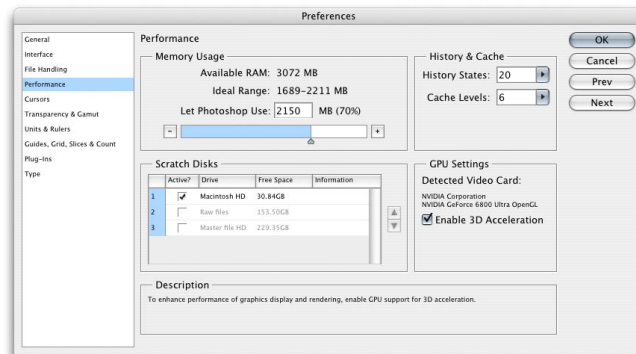 Preferences
General
Interface
File Handling
Performance
Cursors
Transparency & Gamut
Units & Rulers
Guides, Grid, Slices & Count
Plug-Ins
Type
Performance
Memory Usage
Available RAM: 3072 MB
Ideal Range: 1689-2211 MB
Let Photoshop Use: 2150 MB (70%)
- +
History & Cache
History States: 20
Cache Levels: 6
OK
Cancel
Prev
Next
Scratch Disks
Active? Drive Free Space Information
1 Macintosh HD 30.84GB
2 Raw files 153.50GB
3 Master file HD 229.35GB
GPU Settings
Detected Video Card:
NVIDIA Corporation
NVIDIA GeForce 6800 Ultra OpenGL
Enable 3D Acceleration
Description
To enhance performance of graphics display and rendering, enable GPU support for 3D acceleration.